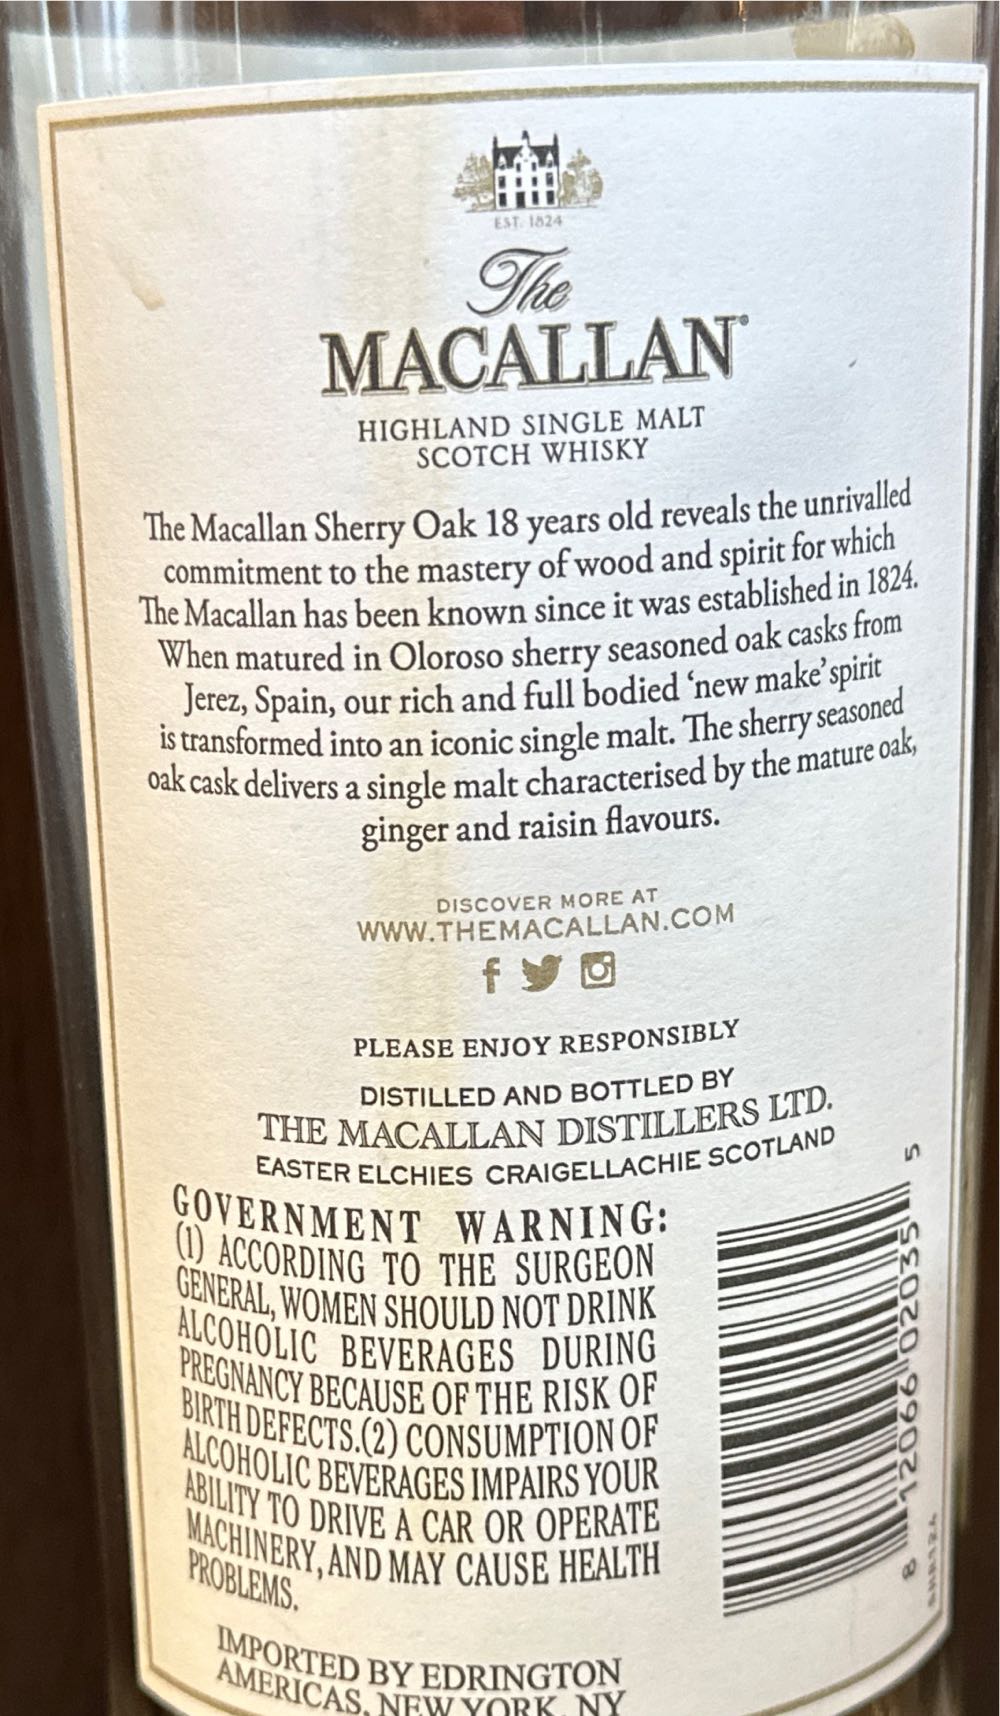 EST. 1824
The
MACALLAN®
HIGHLAND SINGLE MALT
SCOTCH WHISKY
The Macallan Sherry Oak 18 years old reveals the unrivalled
commitment to the mastery of wood and spirit for which
The Macallan has been known since it was established in 1824.
When matured in Oloroso sherry seasoned oak casks from
Jerez, Spain, our rich and full bodied ‘new make’ spirit
is transformed into an iconic single malt. The sherry seasoned
oak cask delivers a single malt characterised by the mature oak,
ginger and raisin flavours.
DISCOVER MORE AT
WWW.THEMACALLAN.COM
PLEASE ENJOY RESPONSIBLY
DISTILLED AND BOTTLED BY
THE MACALLAN DISTILLERS LTD.
EASTER ELCHIES CRAIGELLACHIE SCOTLAND
GOVERNMENT WARNING:
(1) ACCORDING TO THE SURGEON
GENERAL, WOMEN SHOULD NOT DRINK
ALCOHOLIC BEVERAGES DURING
PREGNANCY BECAUSE OF THE RISK OF
BIRTH DEFECTS.(2) CONSUMPTION OF
ALCOHOLIC BEVERAGES IMPAIRS YOUR
ABILITY TO DRIVE A CAR OR OPERATE
MACHINERY, AND MAY CAUSE HEALTH
PROBLEMS.
8 12066 02035 5
IMPORTED BY EDRINGTON
AMERICAS, NEW YORK, NY